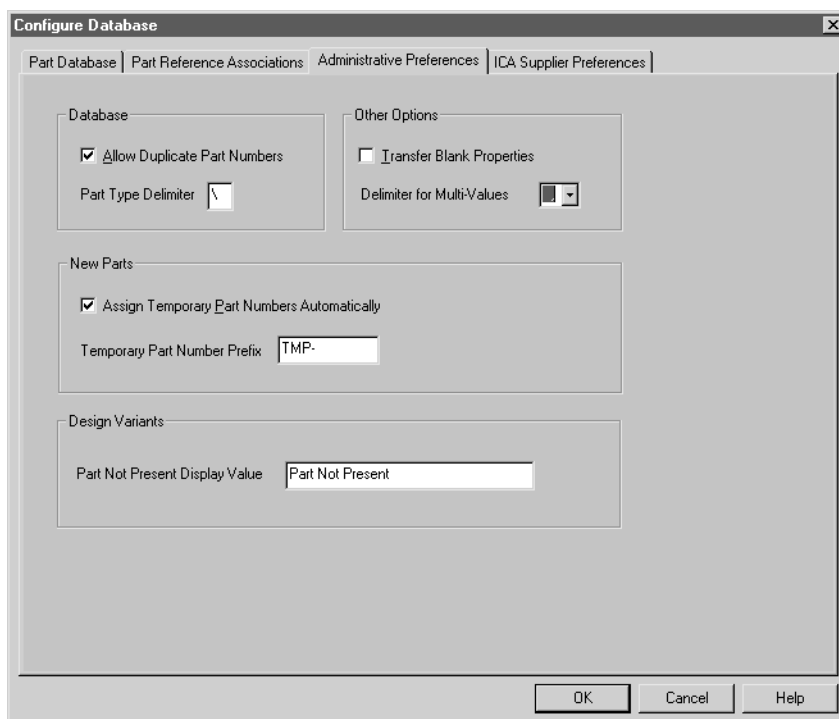 Configure Database
Part Database
Part Reference Associations
Administrative Preferences
ICA Supplier Preferences
Database
Allow Duplicate Part Numbers
Part Type Delimiter \
Other Options
Transfer Blank Properties
Delimiter for Multi-Values ,
New Parts
Assign Temporary Part Numbers Automatically
Temporary Part Number Prefix TMP-
Design Variants
Part Not Present Display Value Part Not Present
OK
Cancel
Help